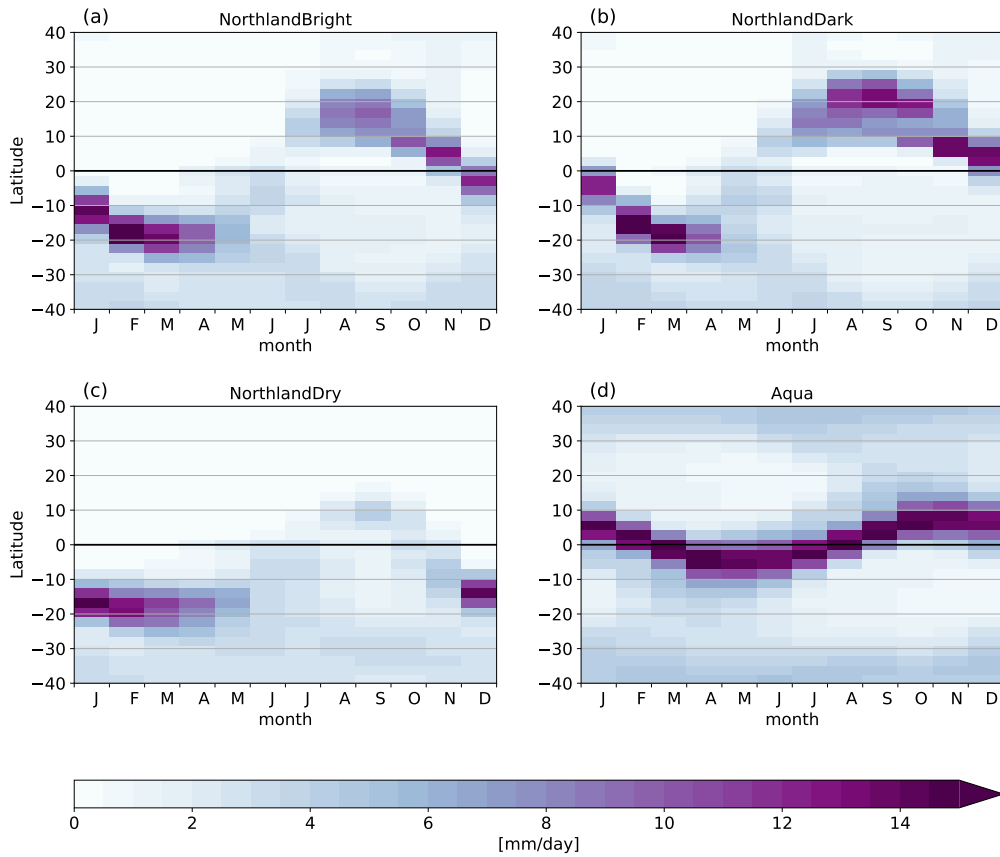 (a) NorthlandBright
(b) NorthlandDark
40
30
20
10
0
−10
−20
−30
−40
Latitude
J F M A M J J A S O N D
month
40
30
20
10
0
−10
−20
−30
−40
J F M A M J J A S O N D
month
(c) NorthlandDry
(d) Aqua
40
30
20
10
0
−10
−20
−30
−40
Latitude
J F M A M J J A S O N D
month
40
30
20
10
0
−10
−20
−30
−40
J F M A M J J A S O N D
month
0 2 4 6 8 10 12 14
[mm/day]